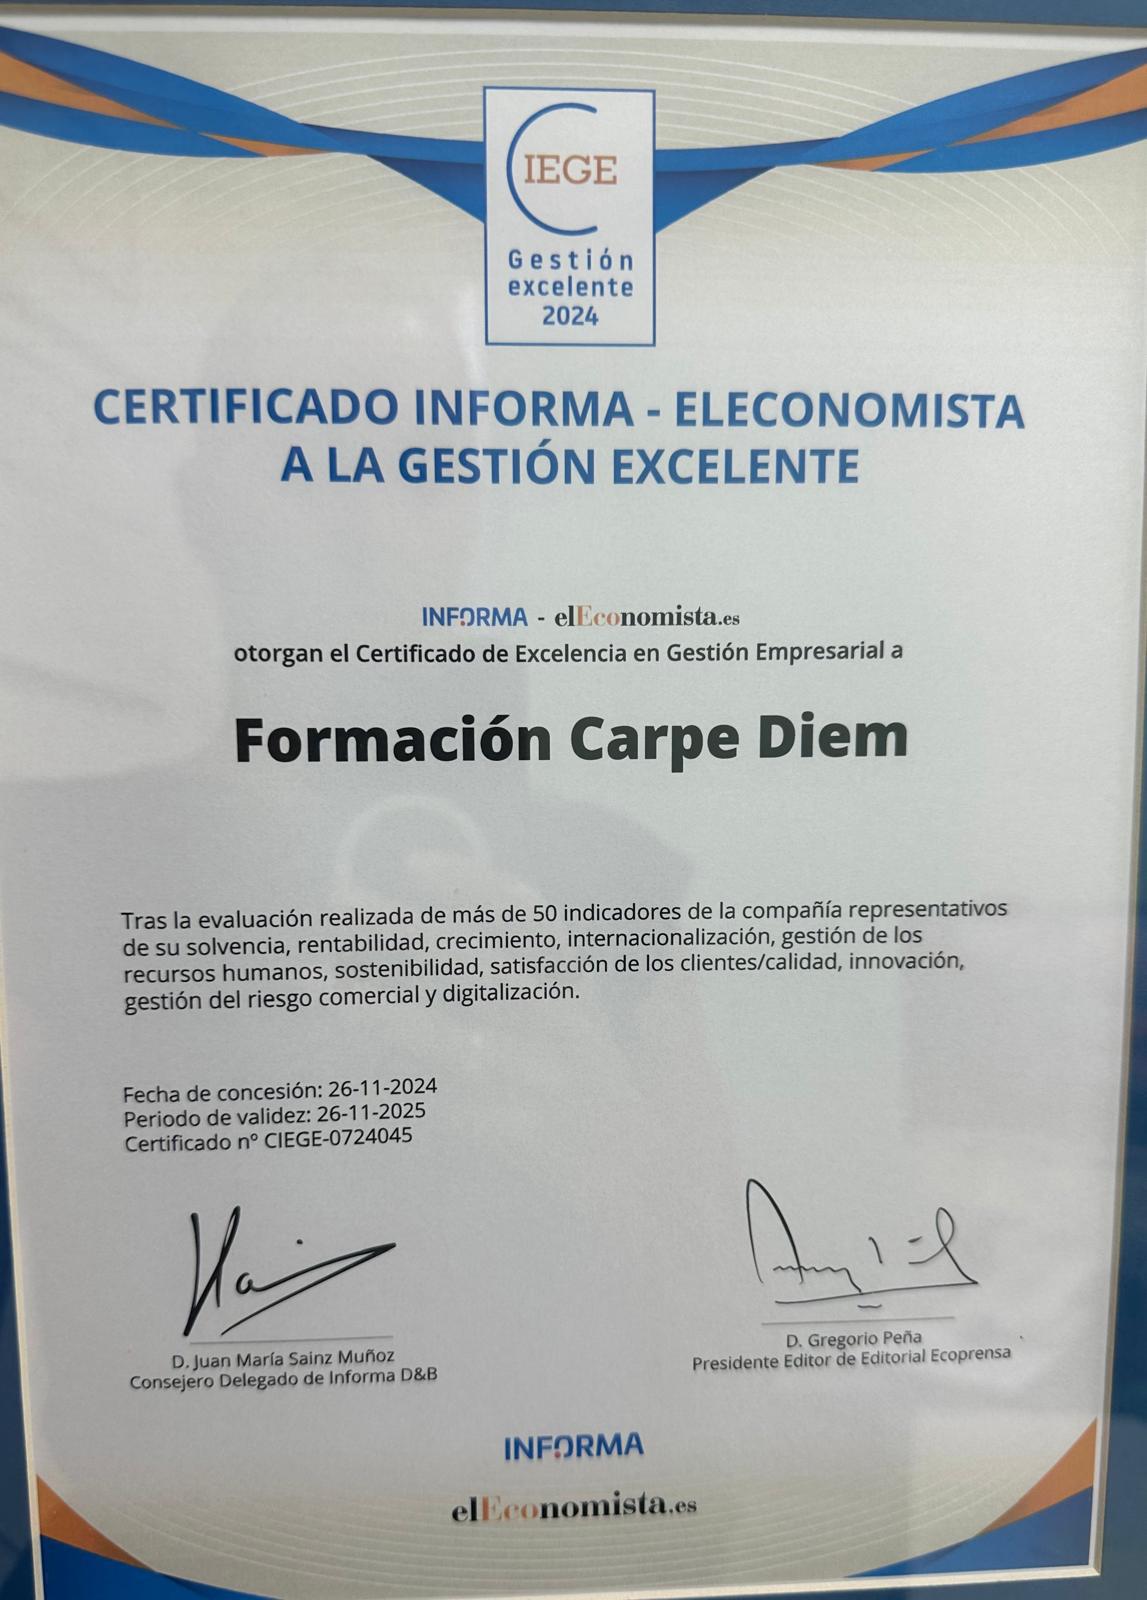 CIEGE
Gestión
excelente
2024
CERTIFICADO INFORMA - ELECONOMISTA
A LA GESTIÓN EXCELENTE
INFORMA - elEconomista.es
otorgan el Certificado de Excelencia en Gestión Empresarial a
Formación Carpe Diem
Tras la evaluación realizada de más de 50 indicadores de la compañía representativos
de su solvencia, rentabilidad, crecimiento, internacionalización, gestión de los
recursos humanos, sostenibilidad, satisfacción de los clientes/calidad, innovación,
gestión del riesgo comercial y digitalización.
Fecha de concesión: 26-11-2024
Periodo de validez: 26-11-2025
Certificado nº CIEGE-0724045
D. Juan María Sainz Muñoz
Consejero Delegado de Informa D&B
D. Gregorio Peña
Presidente Editor de Editorial Ecoprensa
INFORMA
elEconomista.es